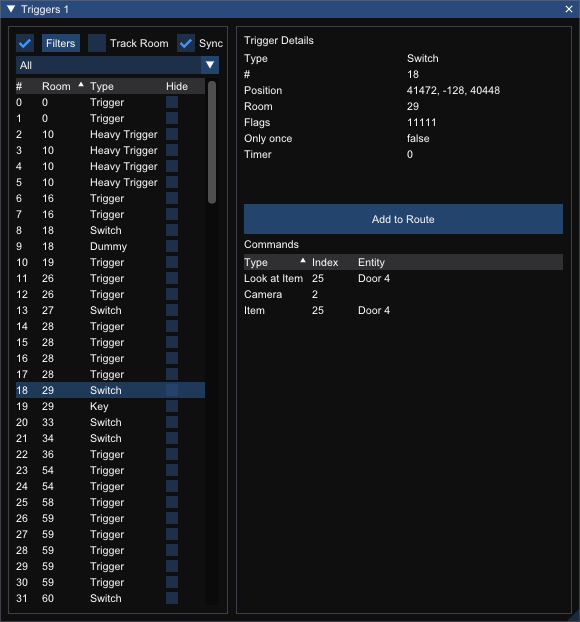 Triggers 1
Filters Track Room Sync
All
# Room Type Hide
0 0 Trigger
1 0 Trigger
2 10 Heavy Trigger
3 10 Heavy Trigger
4 10 Heavy Trigger
5 10 Heavy Trigger
6 16 Trigger
7 16 Trigger
8 18 Switch
9 18 Dummy
10 19 Trigger
11 26 Trigger
12 26 Trigger
13 27 Switch
14 28 Trigger
15 28 Trigger
16 28 Trigger
17 28 Trigger
18 29 Switch
19 29 Key
20 33 Switch
21 34 Switch
22 36 Trigger
23 54 Trigger
24 54 Trigger
25 58 Trigger
26 59 Trigger
27 59 Trigger
28 59 Trigger
29 59 Trigger
30 59 Trigger
31 60 Switch
Trigger Details
Type Switch
# 18
Position 41472, -128, 40448
Room 29
Flags 11111
Only once false
Timer 0
Add to Route
Commands
Type Index Entity
Look at Item 25 Door 4
Camera 2
Item 25 Door 4